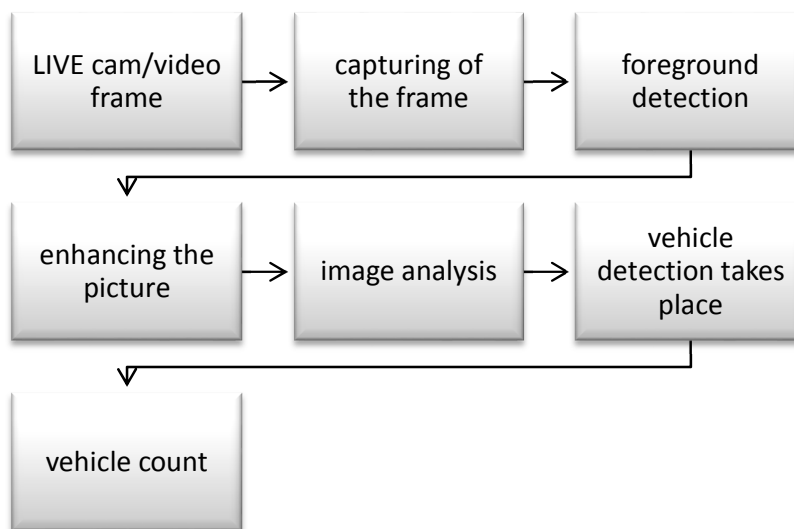 LIVE cam/video
frame
capturing of
the frame
foreground
detection
enhancing the
picture
image analysis
vehicle
detection takes
place
vehicle count